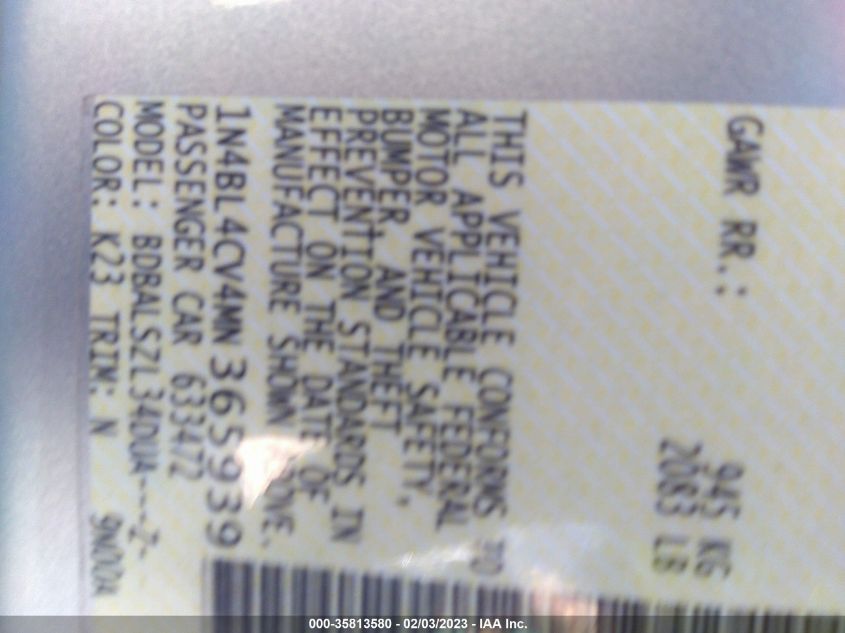 GAWR RR.: 945 KG
2083 LB
THIS VEHICLE CONFORMS TO
ALL APPLICABLE FEDERAL
MOTOR VEHICLE SAFETY,
BUMPER, AND THEFT
PREVENTION STANDARDS IN
EFFECT ON THE DATE OF
MANUFACTURE SHOWN
1N4BL4CV4MN365939
PASSENGER CAR 633472
MODEL: BDBALSZL34DUA---Z-
COLOR: K23 TRIM: N
000-35813580 - 02/03/2023 - IAA Inc.